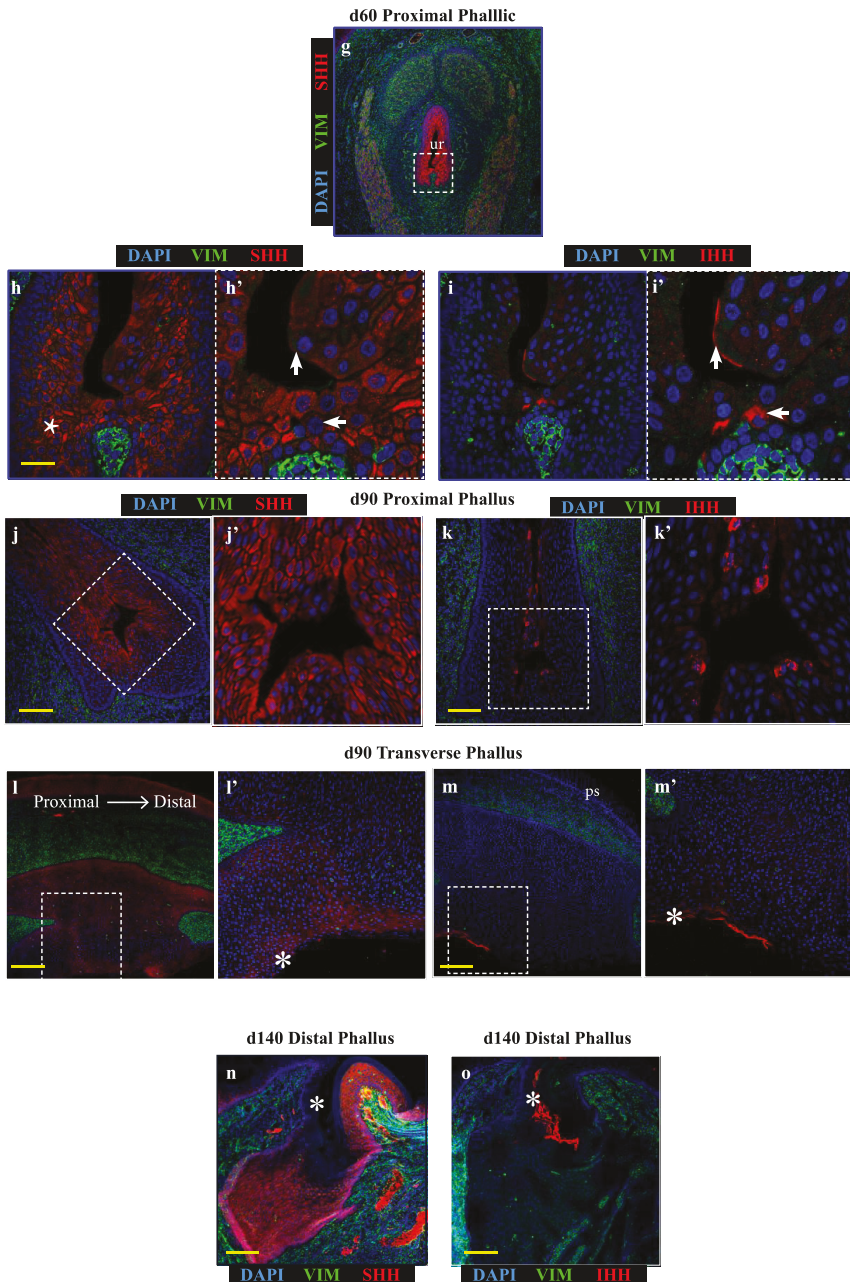 d60 Proximal Phalllic
g
DAPI VIM SHH
ur
DAPI VIM SHH
DAPI VIM IHH
h
h'
i
i'
d90 Proximal Phallus
DAPI VIM SHH
DAPI VIM IHH
j
j'
k
k'
d90 Transverse Phallus
l
Proximal → Distal
l'
m
ps
m'
*
*
d140 Distal Phallus
d140 Distal Phallus
n
*
o
*
DAPI VIM SHH
DAPI VIM IHH